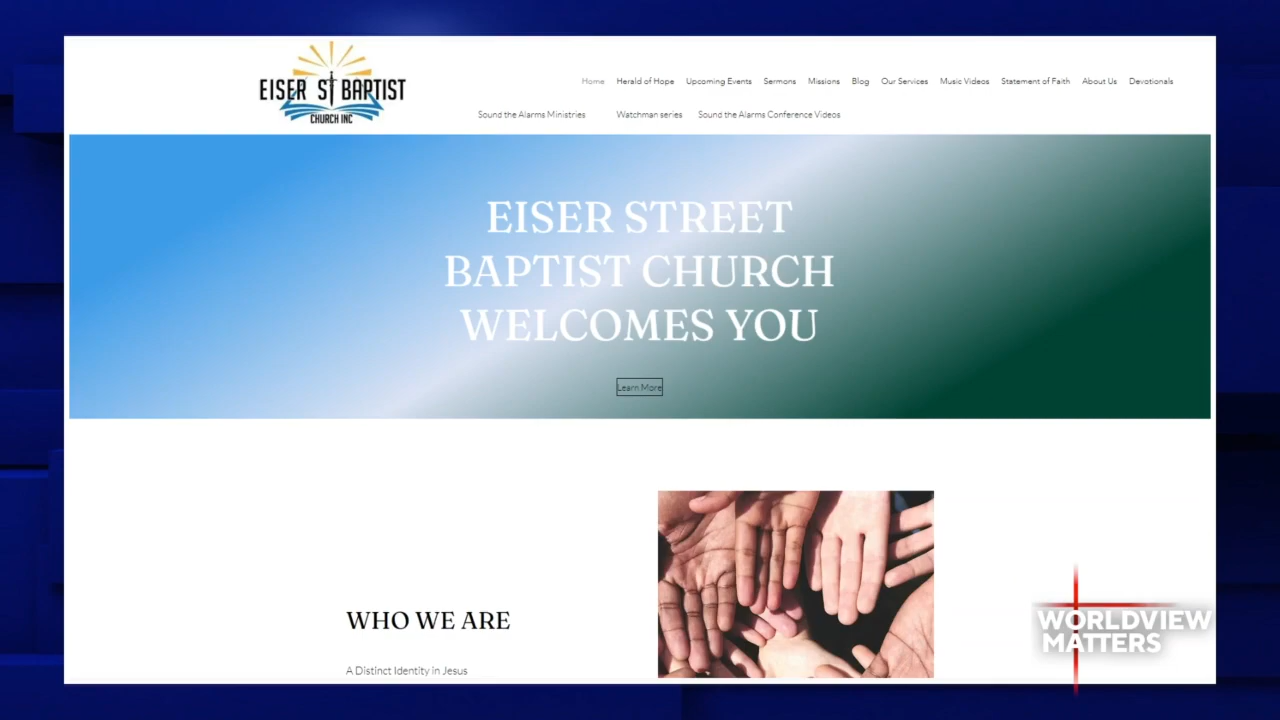 EISER ST BAPTIST
CHURCH INC
Home Herald of Hope Upcoming Events Sermons Missions Blog Our Services Music Videos Statement of Faith About Us Devotionals
Sound the Alarms Ministries Watchman series Sound the Alarms Conference Videos
EISER STREET
BAPTIST CHURCH
WELCOMES YOU
Learn More
WHO WE ARE
A Distinct Identity in Jesus
WORLDVIEW
MATTERS